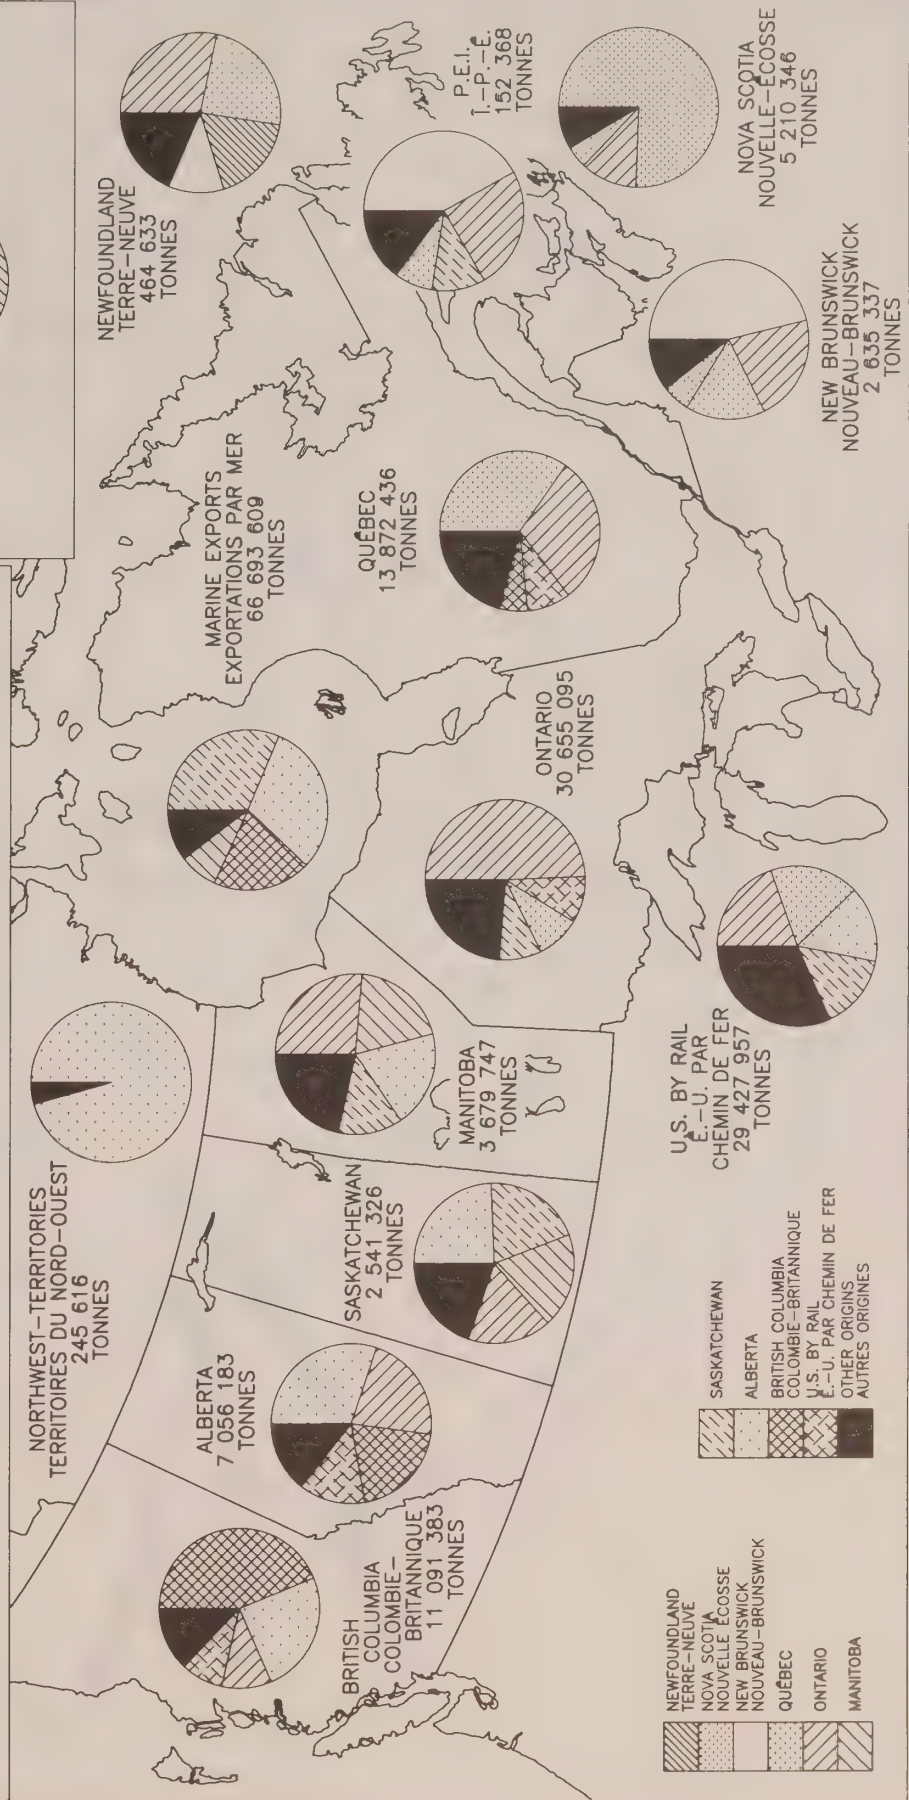 NORTHWEST-TERRITORIES
TERRITOIRES DU NORD-OUEST
245 616
TONNES
MARINE EXPORTS
EXPORTATIONS PAR MER
66 693 609
TONNES
NEWFOUNDLAND
TERRE-NEUVE
464 633
TONNES
BRITISH
COLUMBIA
COLOMBIE-
BRITANNIQUE
11 091 383
TONNES
ALBERTA
7 056 183
TONNES
SASKATCHEWAN
2 541 326
TONNES
MANITOBA
3 679 747
TONNES
ONTARIO
30 655 095
TONNES
QUÉBEC
13 872 436
TONNES
P.E.I.
Î.-P.-É.
152 368
TONNES
NOVA SCOTIA
NOUVELLE-ÉCOSSE
5 210 346
TONNES
NEW BRUNSWICK
NOUVEAU-BRUNSWICK
2 635 337
TONNES
U.S. BY RAIL
É.-U. PAR
CHEMIN DE FER
29 427 957
TONNES
NEWFOUNDLAND
TERRE-NEUVE
NOVA SCOTIA
NOUVELLE ÉCOSSE
NEW BRUNSWICK
NOUVEAU-BRUNSWICK
QUÉBEC
ONTARIO
MANITOBA
SASKATCHEWAN
ALBERTA
BRITISH COLUMBIA
COLOMBIE-BRITANNIQUE
U.S. BY RAIL
É.-U. PAR CHEMIN DE FER
OTHER ORIGINS
AUTRES ORIGINES